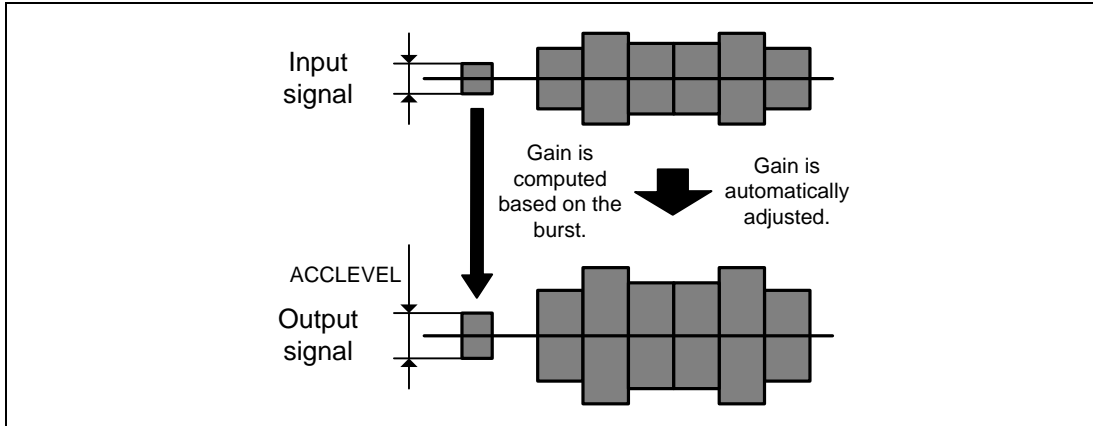 Input
signal
Gain is
computed
based on the
burst.
Gain is
automatically
adjusted.
ACCLEVEL
Output
signal